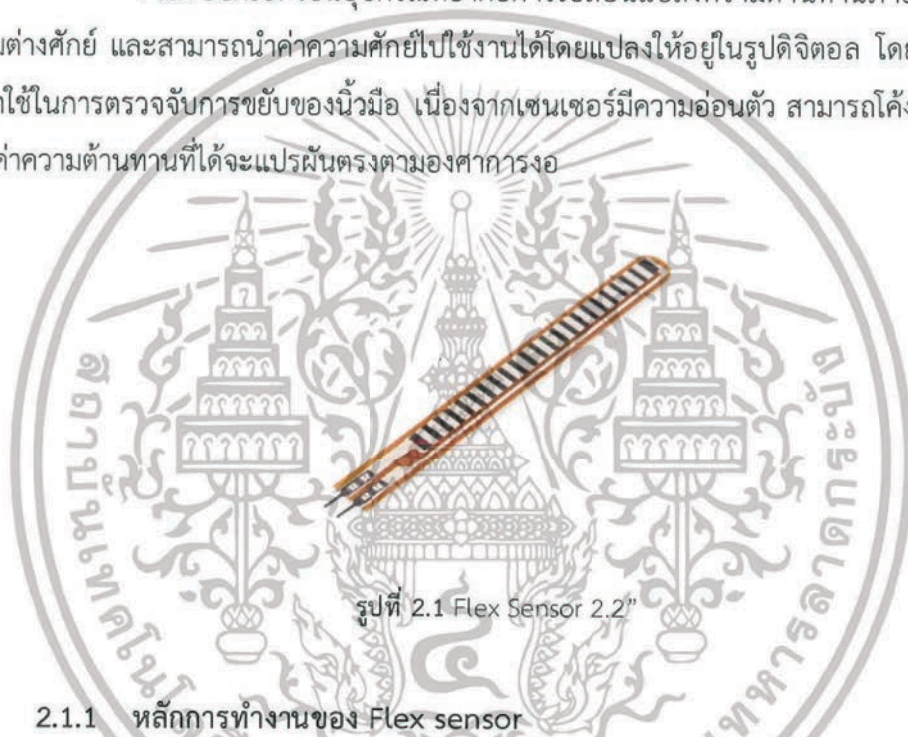 มต่างศักย์ และสามารถนำค่าความศักย์ไปใช้งานได้โดยแปลงให้อยู่ในรูปดิจิตอล โดย
ใช้ในการตรวจจับการขยับของนิ้วมือ เนื่องจากเซนเซอร์มีความอ่อนตัว สามารถโค้ง
ค่าความต้านทานที่ได้จะแปรผันตรงตามองศาการงอ
รูปที่ 2.1 Flex Sensor 2.2”
2.1.1 หลักการทำงานของ Flex sensor